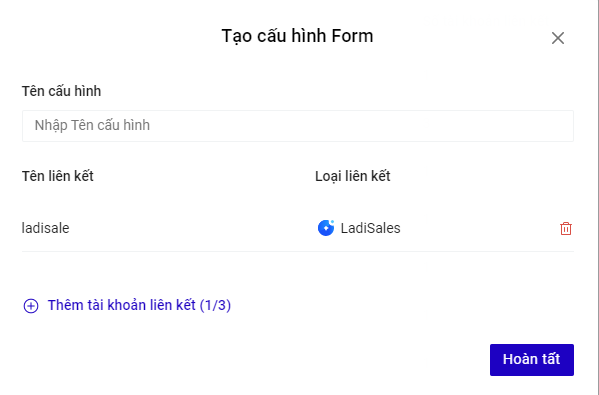 Tạo cấu hình Form
Tên cấu hình
Nhập Tên cấu hình
Tên liên kết Loại liên kết
ladisale LadiSales
Thêm tài khoản liên kết (1/3)
Hoàn tất